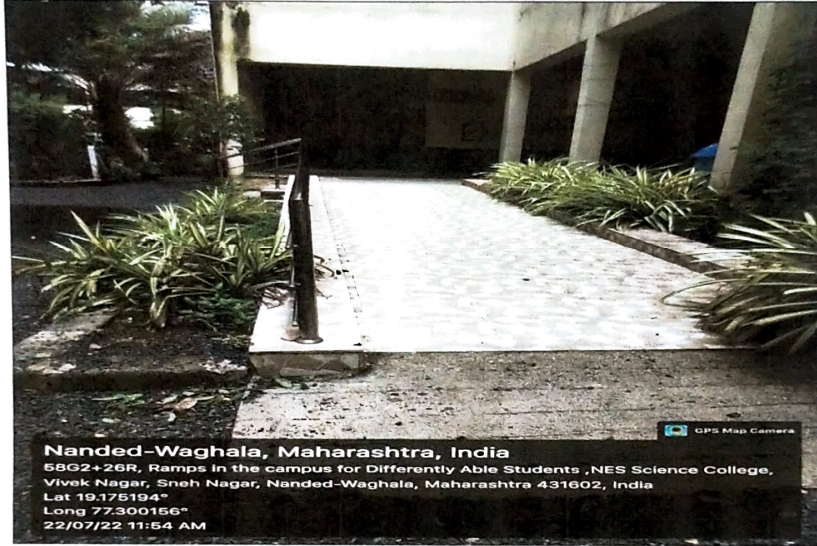 GPS Map Camera
Nanded-Waghala, Maharashtra, India
58G2+26R, Ramps in the campus for Differently Able Students ,NES Science College,
Vivek Nagar, Sneh Nagar, Nanded-Waghala, Maharashtra 431602, India
Lat 19.175194°
Long 77.300156°
22/07/22 11:54 AM